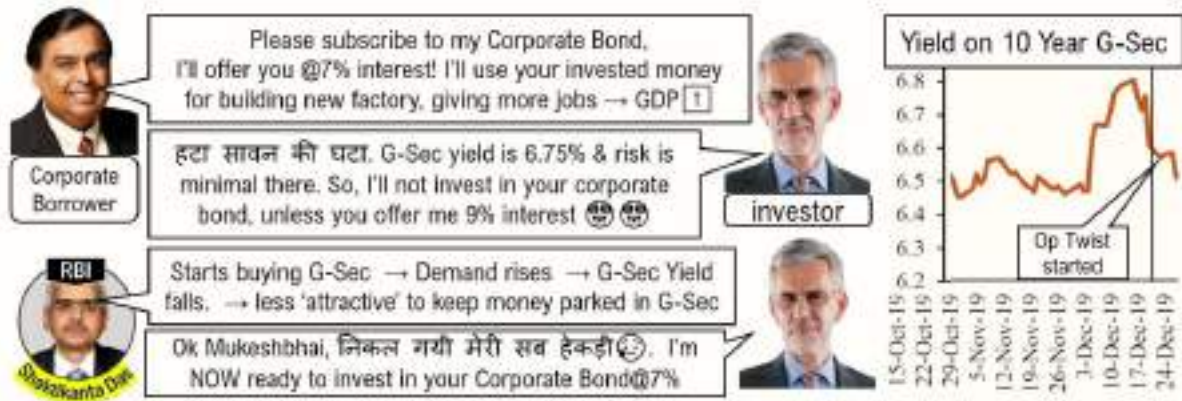 Please subscribe to my Corporate Bond,
I'll offer you @7% interest! I'll use your invested money
for building new factory, giving more jobs → GDP ↑
Corporate
Borrower
हटा सावन की घटा. G-Sec yield is 6.75% & risk is
minimal there. So, I'll not invest in your corporate
bond, unless you offer me 9% interest 🤓 🤓
investor
RBI
Shaktikanta Das
Starts buying G-Sec → Demand rises → G-Sec Yield
falls. → less 'attractive' to keep money parked in G-Sec
Ok Mukeshbhai, निकल गयी मेरी सब हेकड़ी. I'm
NOW ready to invest in your Corporate Bond@7%
Yield on 10 Year G-Sec
6.8
6.7
6.6
6.5
6.4
6.3
6.2
Op Twist
started
15-Oct-19
22-Oct-19
29-Oct-19
5-Nov-19
12-Nov-19
19-Nov-19
26-Nov-19
3-Dec-19
10-Dec-19
17-Dec-19
24-Dec-19